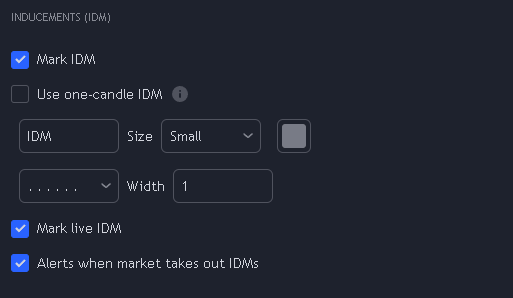 INDUCEMENTS (IDM)
Mark IDM
Use one-candle IDM
IDM Size Small
...... Width 1
Mark live IDM
Alerts when market takes out IDMs